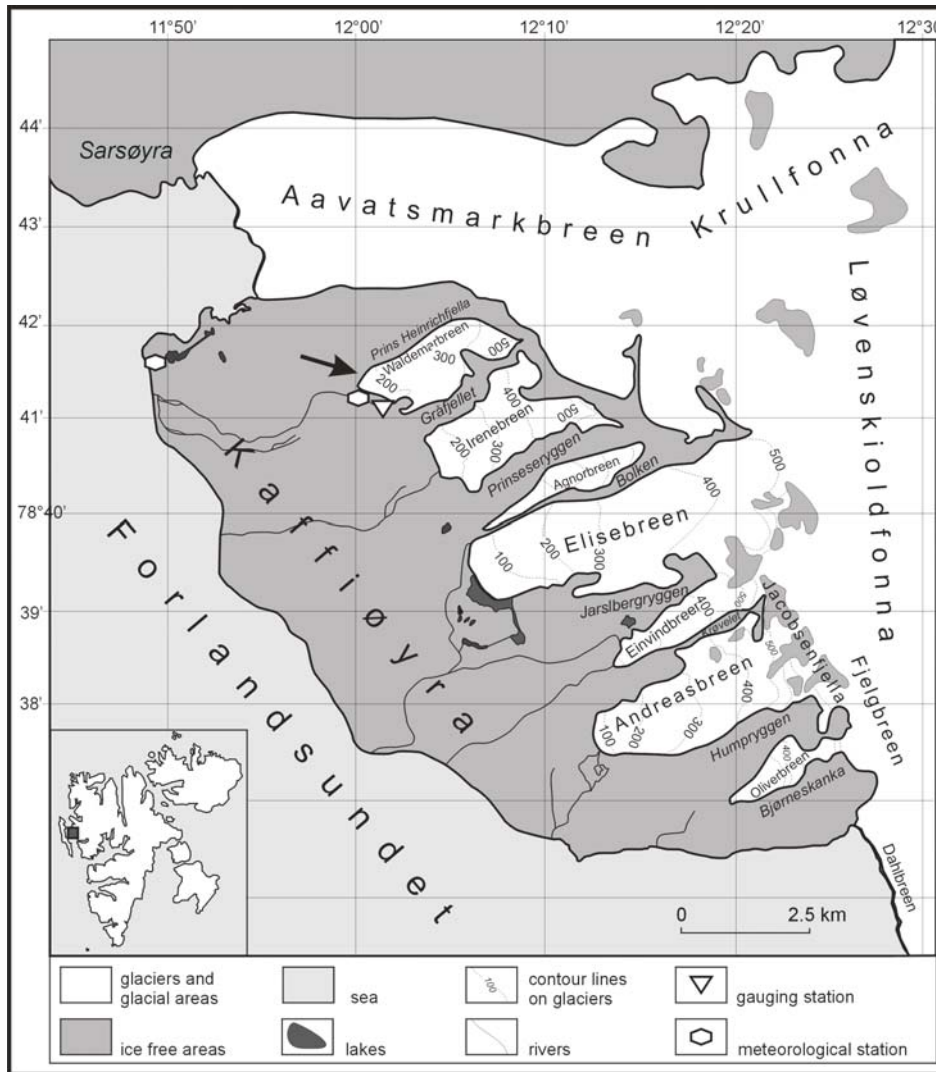 11°50'
12°00'
12°10'
12°20'
12°30'
44'
Sarsøyra
43'
Aavatsmarkbreen
Krullfonna
Løvenskioldfonna
42'
Prins Heinrichfjella
Waldemarbreen
500
300
200
41'
Gråfjellet
400
Irenebreen
500
200
300
Prinseseryggen
Agnorbreen
Bolken
78°40'
Kaffiøyra
Elisebreen
500
400
100
200
300
39'
Jarslbergryggen
Einvindbreen
400
500
Jacobsenfjella
Forlandsundet
Andreasbreen
500
400
300
200
100
38'
Fjelgbreen
Humpryggen
400
Oliverbreen
Bjørneskanka
Dahlbreen
0
2.5 km
glaciers and
glacial areas
sea
100
contour lines
on glaciers
gauging station
ice free areas
lakes
rivers
meteorological station